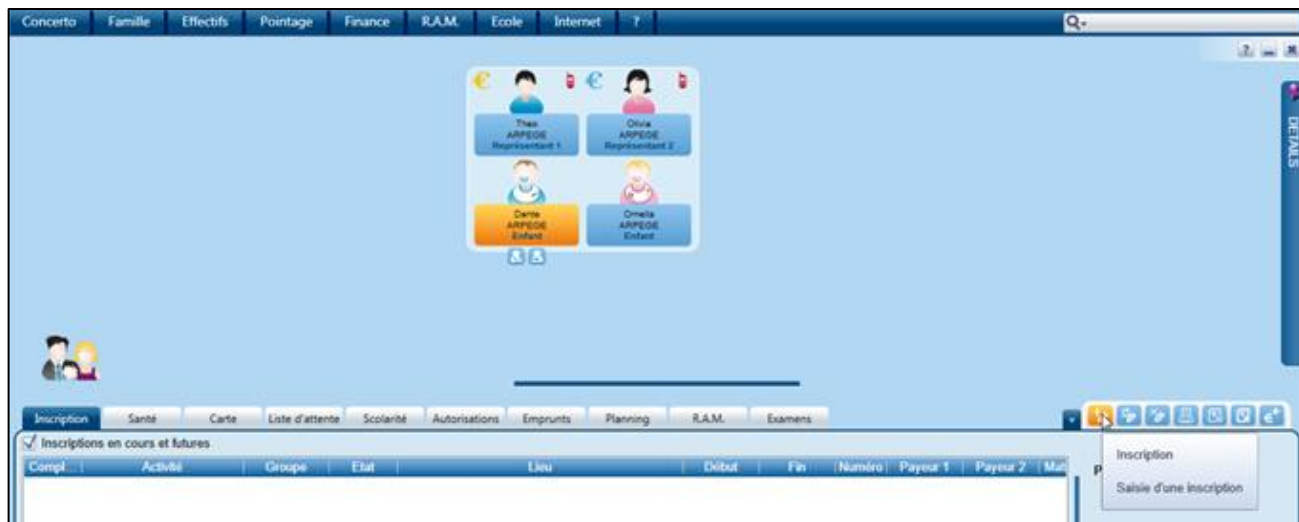 Concerto Famille Effectifs Pointage Finance R.A.M. Ecole Internet ?
?
DETAILS
Theo Olivia
ARPEGE ARPEGE
Représentant 1 Représentant 2
Dante Ornella
ARPEGE ARPEGE
Enfant Enfant
Inscription Santé Carte Liste d'attente Scolarité Autorisations Emprunts Planning R.A.M. Examens
Inscriptions en cours et futures
Compl... Activité Groupe Etat Lieu Début Fin Numéro Payeur 1 Payeur 2 Mat
P
Inscription
Saisie d'une inscription